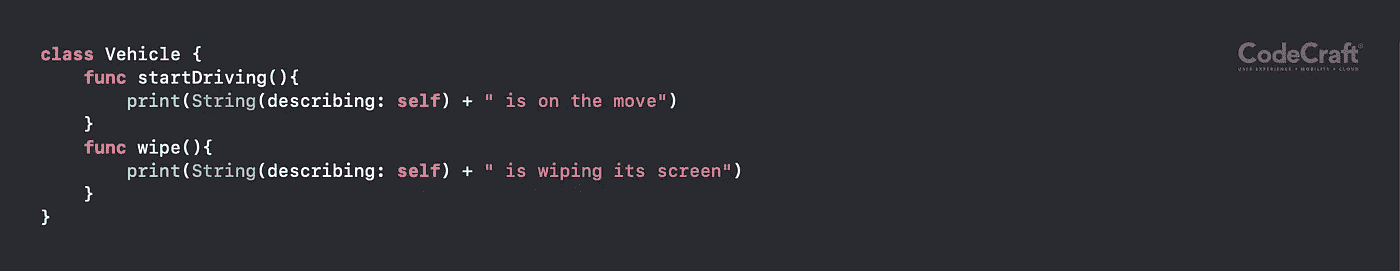 class Vehicle {
    func startDriving(){
        print(String(describing: self) + " is on the move")
    }
    func wipe(){
        print(String(describing: self) + " is wiping its screen")
    }
}
CodeCraft®
USER EXPERIENCE • MOBILITY • CLOUD